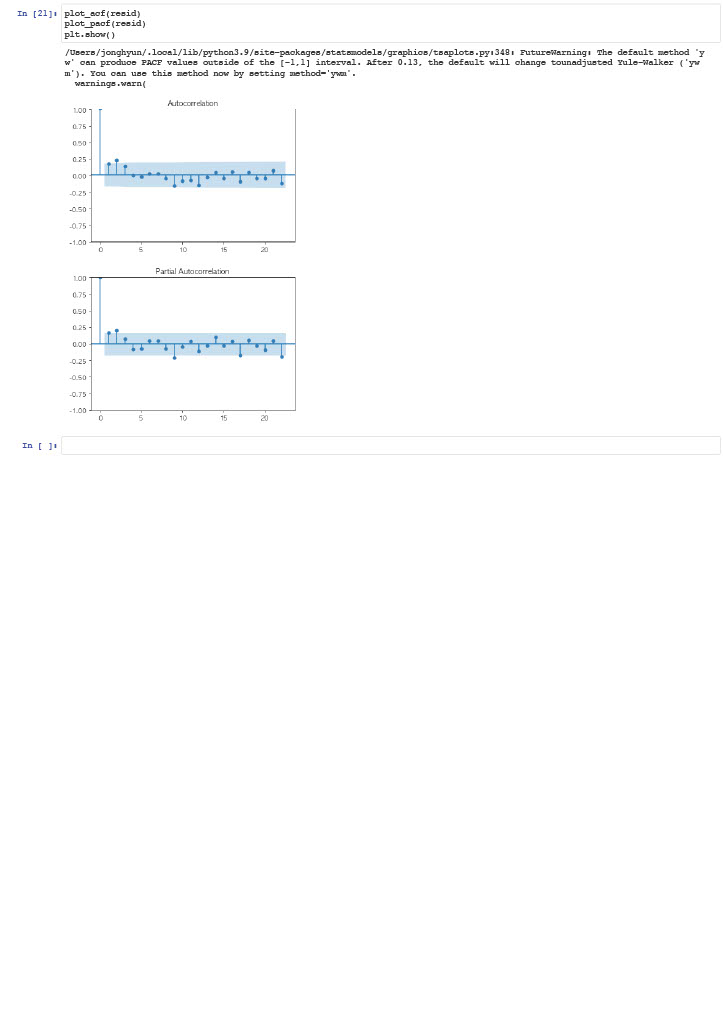 In [21]: plot_acf(resid)
plot_pacf(resid)
plt.show()
/Users/jonghyun/.local/lib/python3.9/site-packages/statsmodels/graphics/tsaplots.py:348: FutureWarning: The default method 'y
w' can produce PACF values outside of the [-1,1] interval. After 0.13, the default will change tounadjusted Yule-Walker ('yw
m'). You can use this method now by setting method='ywm'.
warnings.warn(
Autocorrelation
1.00
0.75
0.50
0.25
0.00
-0.25
-0.50
-0.75
-1.00
0 5 10 15 20
Partial Autocorrelation
1.00
0.75
0.50
0.25
0.00
-0.25
-0.50
-0.75
-1.00
0 5 10 15 20
In [ ]: